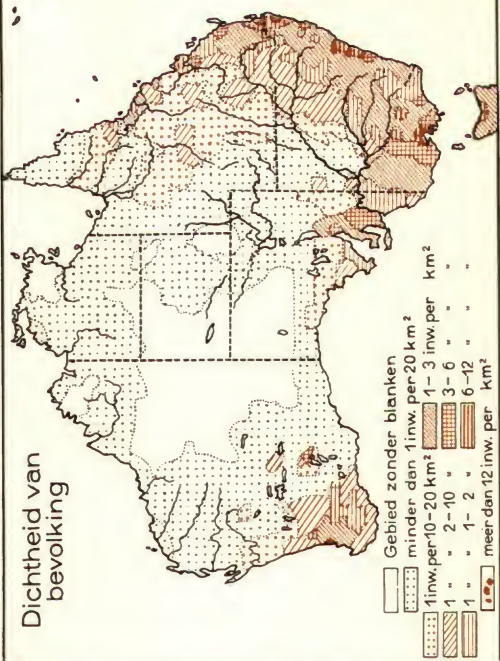 Dichtheid van
bevolking
Gebied zonder blanken
minder dan 1 inw. per 20 km²
1 inw. per 10-20 km² 1-3 inw. per km²
1 " " 2-10 " 3-6 " " "
1 " " 1-2 " 6-12 " " "
meer dan 12 inw. per km²